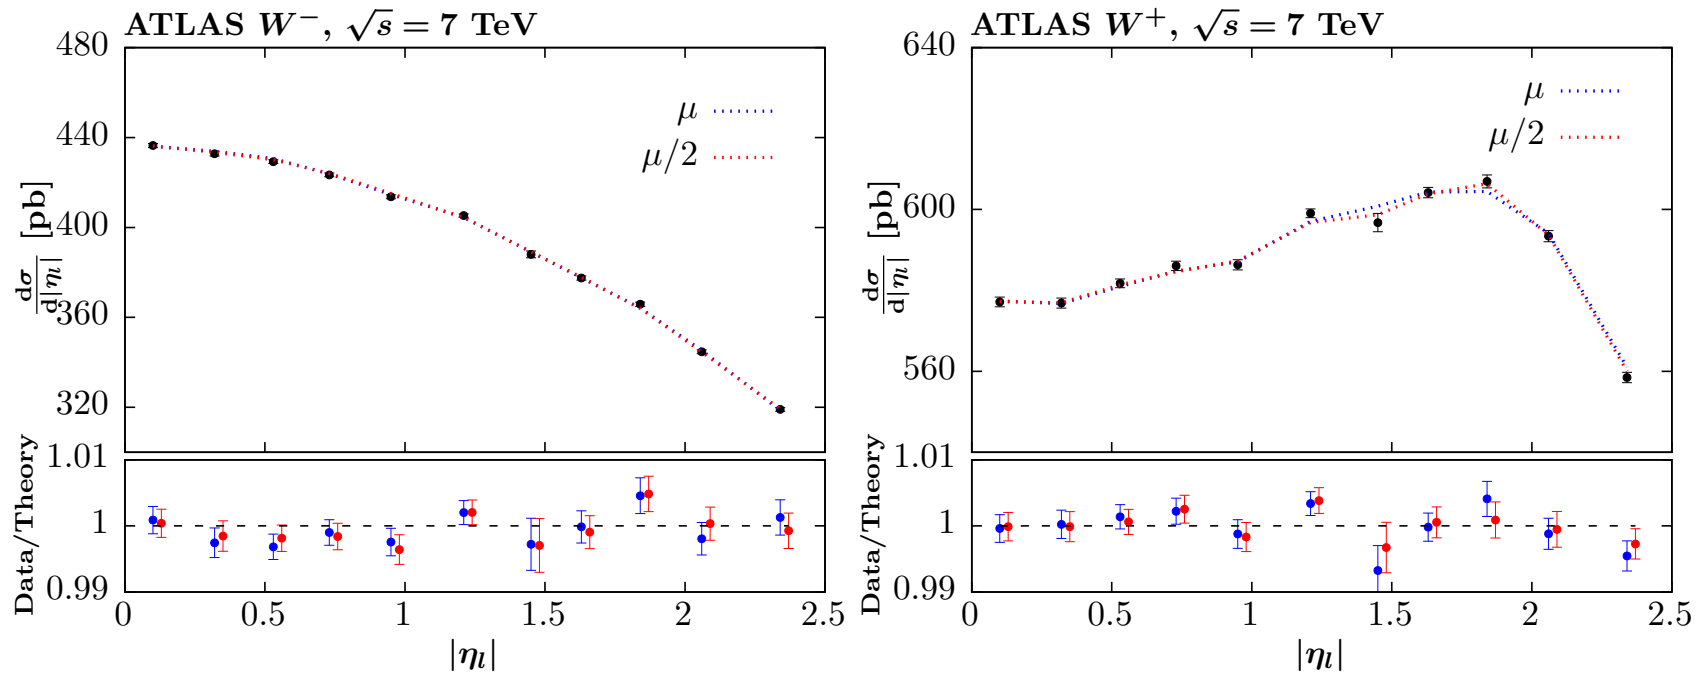 ATLAS W⁻, √s = 7 TeV
480
440
400
360
320
dσ/d|ηₗ| [pb]
μ
μ/2
1.01
1
0.99
Data/Theory
0 0.5 1 1.5 2 2.5
|ηₗ|
ATLAS W⁺, √s = 7 TeV
640
600
560
dσ/d|ηₗ| [pb]
μ
μ/2
1.01
1
0.99
Data/Theory
0 0.5 1 1.5 2 2.5
|ηₗ|